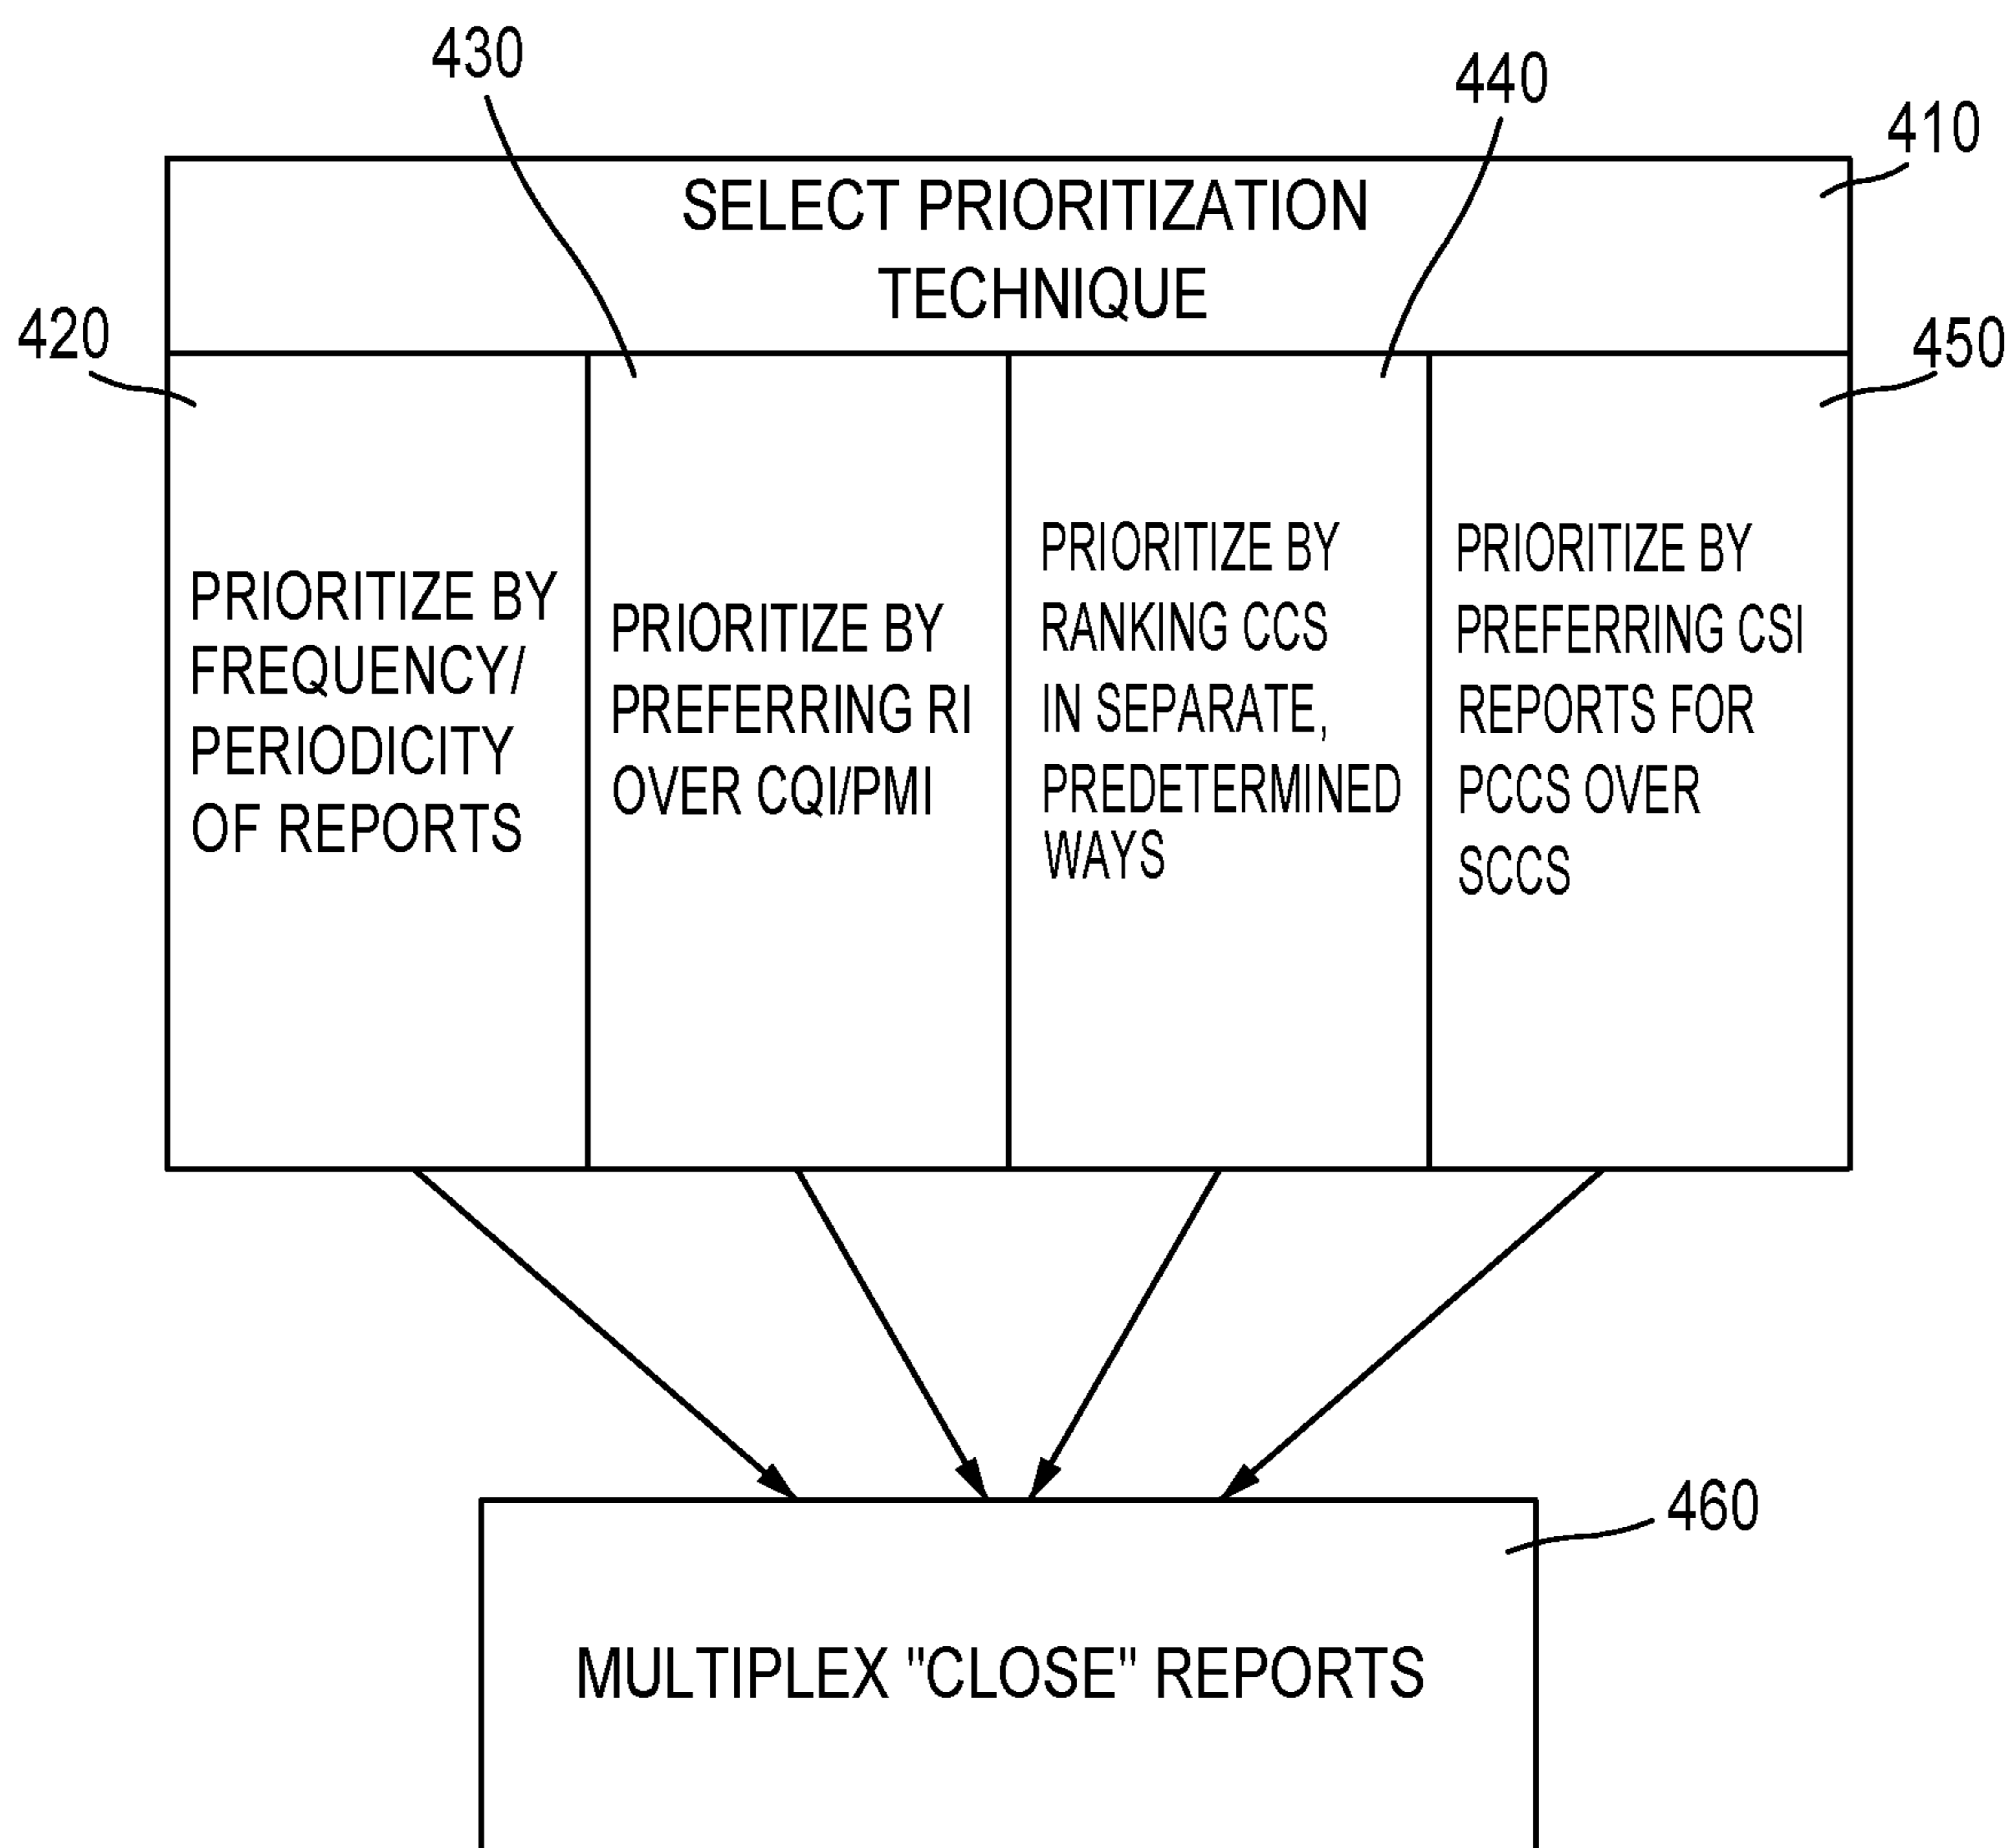 430
440
410
SELECT PRIORITIZATION
TECHNIQUE
420
450
PRIORITIZE BY
FREQUENCY/
PERIODICITY
OF REPORTS
PRIORITIZE BY
PREFERRING RI
OVER CQI/PMI
PRIORITIZE BY
RANKING CCS
IN SEPARATE,
PREDETERMINED
WAYS
PRIORITIZE BY
PREFERRING CSI
REPORTS FOR
PCCS OVER
SCCS
460
MULTIPLEX "CLOSE" REPORTS